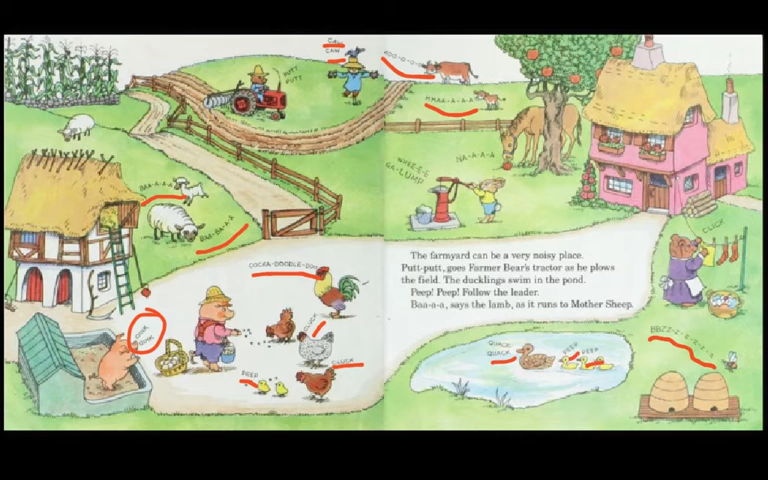 CAW
CAW
PUTT
PUTT
MOO-O-O-O
MMAA-A-A-A
NA-A-A-A
WHEE-E-E
GA-LUMP
BAA-A-A-A
BAA-BA-A-A
CLICK
COCKA-DOODLE-DOO
The farmyard can be a very noisy place.
Putt-putt, goes Farmer Bear's tractor as he plows
the field. The ducklings swim in the pond.
Peep! Peep! Follow the leader.
Baa-a-a, says the lamb, as it runs to Mother Sheep.
OINK
OINK
CLUCK
CLUCK
PEEP
QUACK
QUACK
PEEP
PEEP
BBZZ-Z-Z-Z-Z-Z